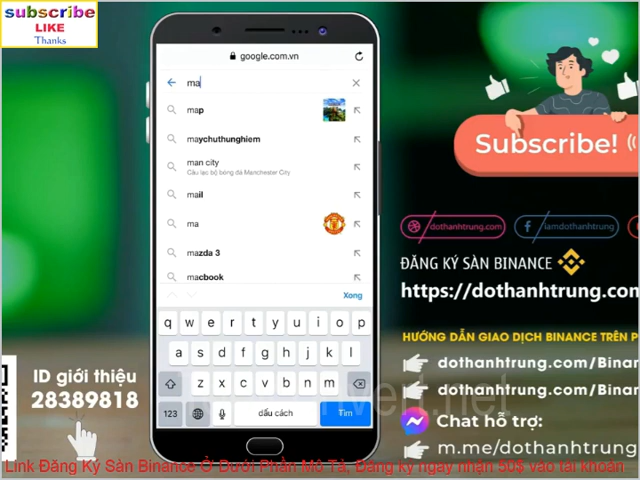 subscribe
LIKE
Thanks
google.com.vn
ma
map
maychuthunghiem
man city
Câu lạc bộ bóng đá Manchester City
mail
ma
mazda 3
macbook
Xong
q w e r t y u i o p
a s d f g h j k l
z x c v b n m
123 dấu cách Tìm
Subscribe!
dothanhtrung.com
iamdothanhtrung
ĐĂNG KÝ SÀN BINANCE
https://dothanhtrung.com
HƯỚNG DẪN GIAO DỊCH BINANCE TRÊN P
dothanhtrung.com/Binan
dothanhtrung.com/Binan
Chat hỗ trợ:
m.me/dothanhtrung
ID giới thiệu
28389818
Link Đăng Ký Sàn Binance Ở Dưới Phần Mô Tả, Đăng ký ngay nhận 50$ vào tài khoản